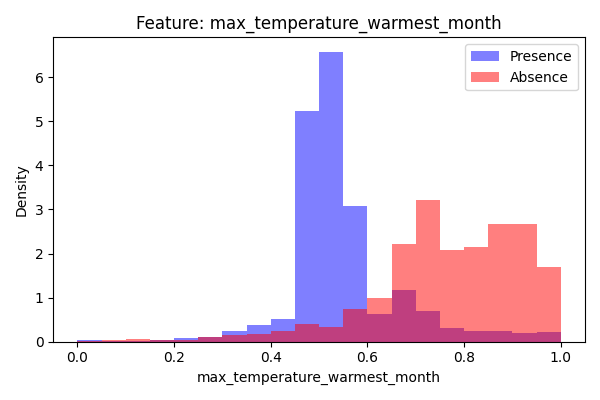 Feature: max_temperature_warmest_month
Presence
Absence
Density
6
5
4
3
2
1
0
0.0 0.2 0.4 0.6 0.8 1.0
max_temperature_warmest_month